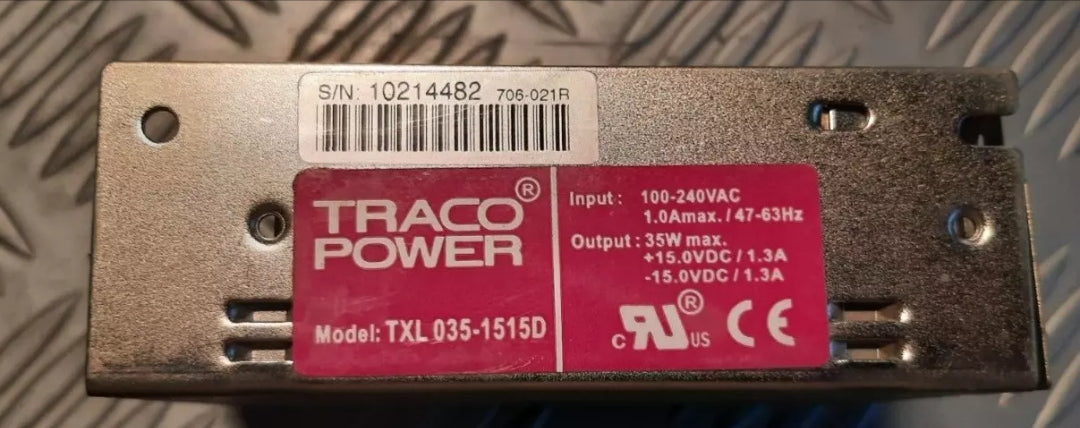 S/N: 10214482 706-021R
TRACO
POWER®
Model: TXL 035-1515D
Input : 100-240VAC
1.0Amax. / 47-63Hz
Output : 35W max.
+15.0VDC / 1.3A
-15.0VDC / 1.3A
c RU® US CE